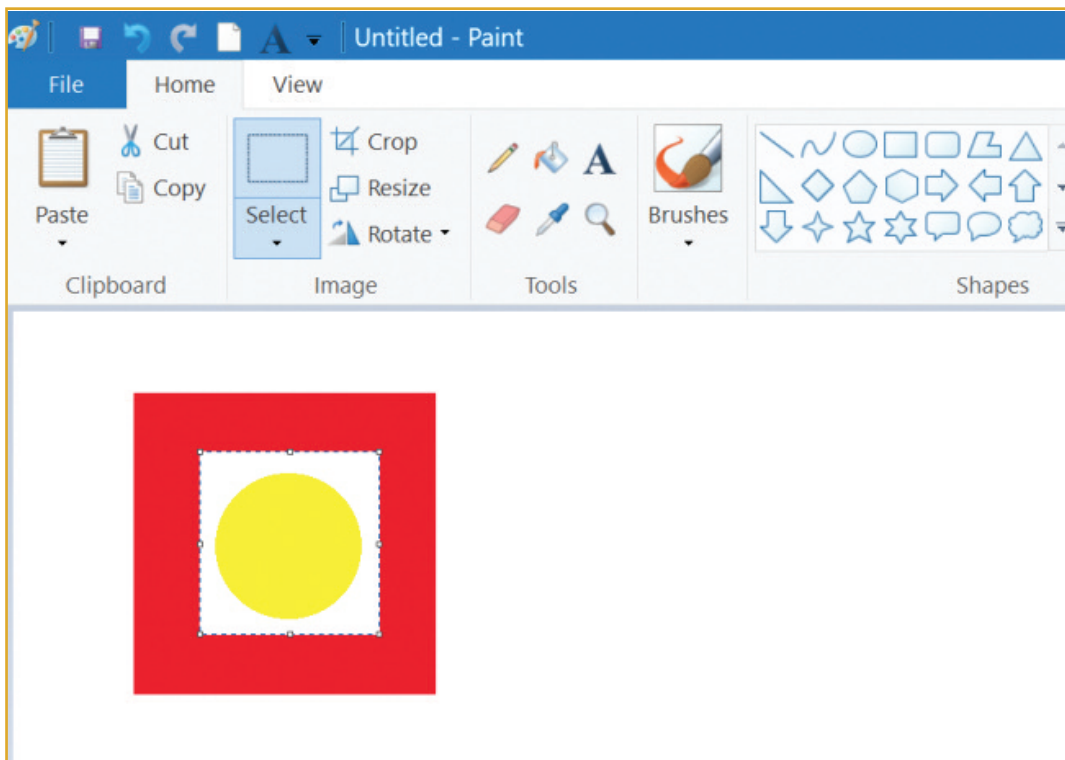 Untitled - Paint
File Home View
Cut
Copy
Paste
Clipboard
Select
Crop
Resize
Rotate
Image
A
Tools
Brushes
Shapes